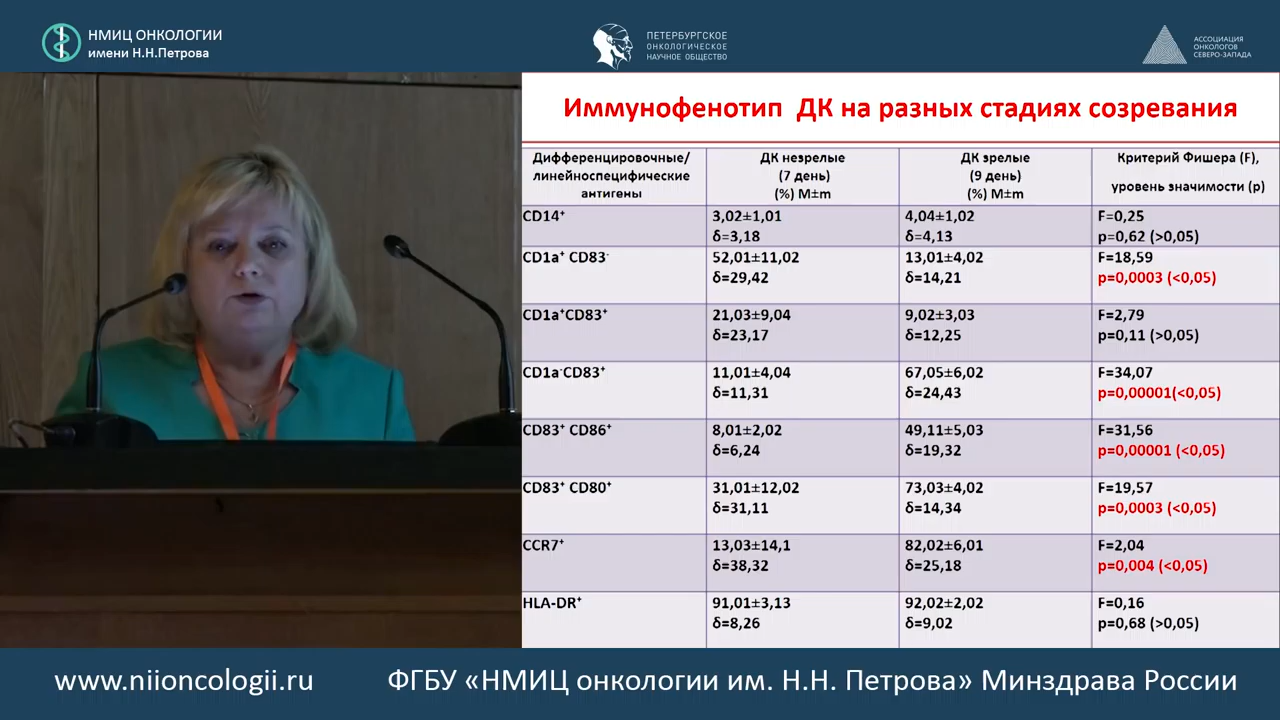 НМИЦ ОНКОЛОГИИ
имени Н.Н.Петрова
ПЕТЕРБУРГСКОЕ
ОНКОЛОГИЧЕСКОЕ
НАУЧНОЕ ОБЩЕСТВО
АССОЦИАЦИЯ
ОНКОЛОГОВ
СЕВЕРО-ЗАПАДА
Иммунофенотип ДК на разных стадиях созревания
Дифференцировочные/
линейноспецифические
антигены
ДК незрелые
(7 день)
(%) M±m
ДК зрелые
(9 день)
(%) M±m
Критерий Фишера (F),
уровень значимости (р)
CD14⁺
3,02±1,01
δ=3,18
4,04±1,02
δ=4,13
F=0,25
p=0,62 (>0,05)
CD1a⁺ CD83⁻
52,01±11,02
δ=29,42
13,01±4,02
δ=14,21
F=18,59
p=0,0003 (<0,05)
CD1a⁺CD83⁺
21,03±9,04
δ=23,17
9,02±3,03
δ=12,25
F=2,79
p=0,11 (>0,05)
CD1a⁻CD83⁺
11,01±4,04
δ=11,31
67,05±6,02
δ=24,43
F=34,07
p=0,00001(<0,05)
CD83⁺ CD86⁺
8,01±2,02
δ=6,24
49,11±5,03
δ=19,32
F=31,56
p=0,00001 (<0,05)
CD83⁺ CD80⁺
31,01±12,02
δ=31,11
73,03±4,02
δ=14,34
F=19,57
p=0,0003 (<0,05)
CCR7⁺
13,03±14,1
δ=38,32
82,02±6,01
δ=25,18
F=2,04
p=0,004 (<0,05)
HLA-DR⁺
91,01±3,13
δ=8,26
92,02±2,02
δ=9,02
F=0,16
p=0,68 (>0,05)
www.niioncologii.ru
ФГБУ «НМИЦ онкологии им. Н.Н. Петрова» Минздрава России